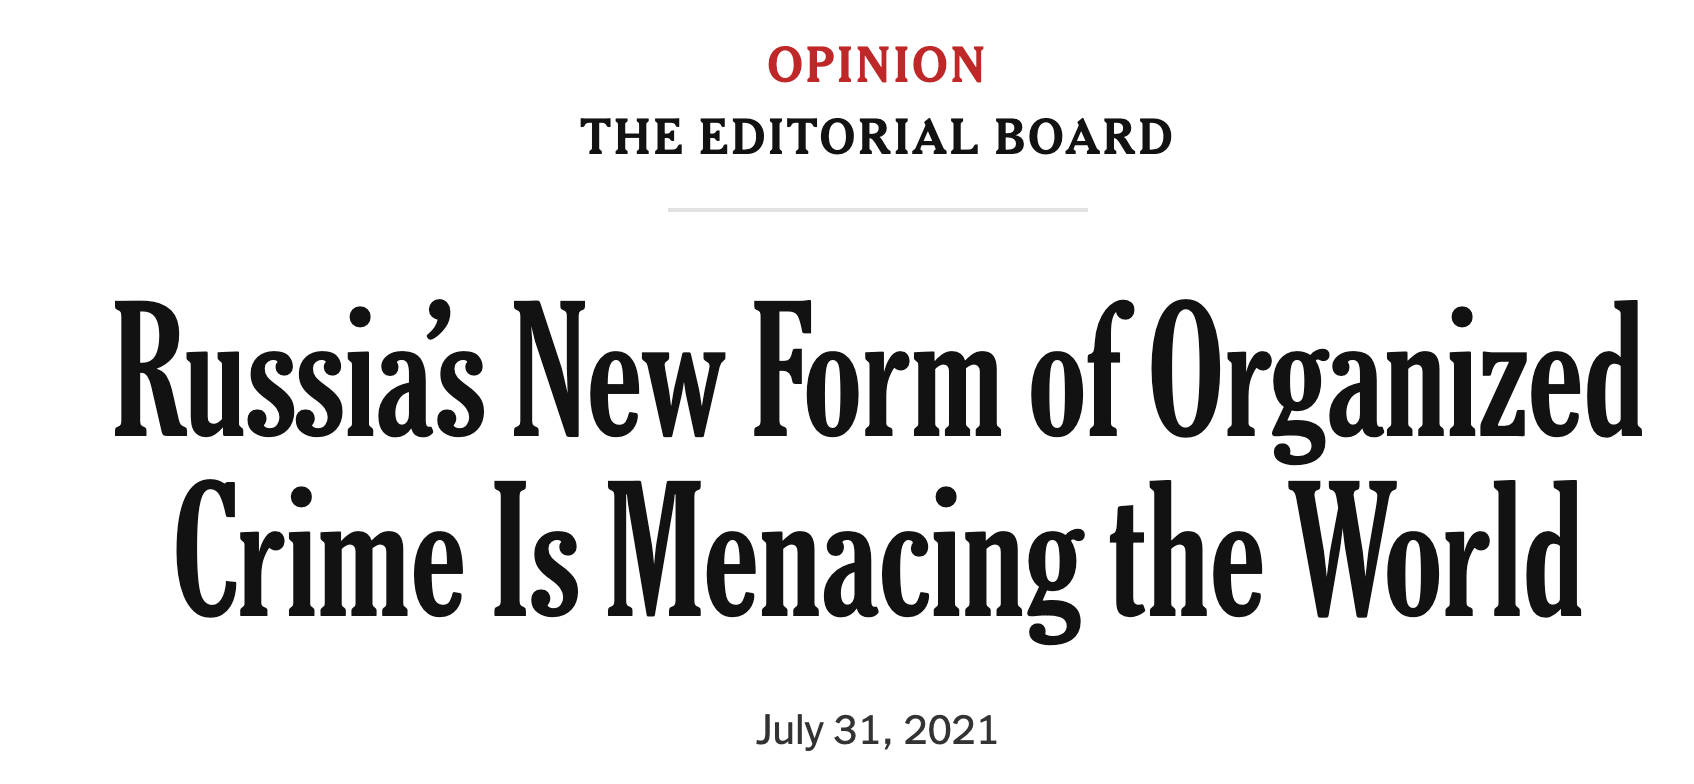 OPINION
THE EDITORIAL BOARD
Russia’s New Form of Organized
Crime Is Menacing the World
July 31, 2021